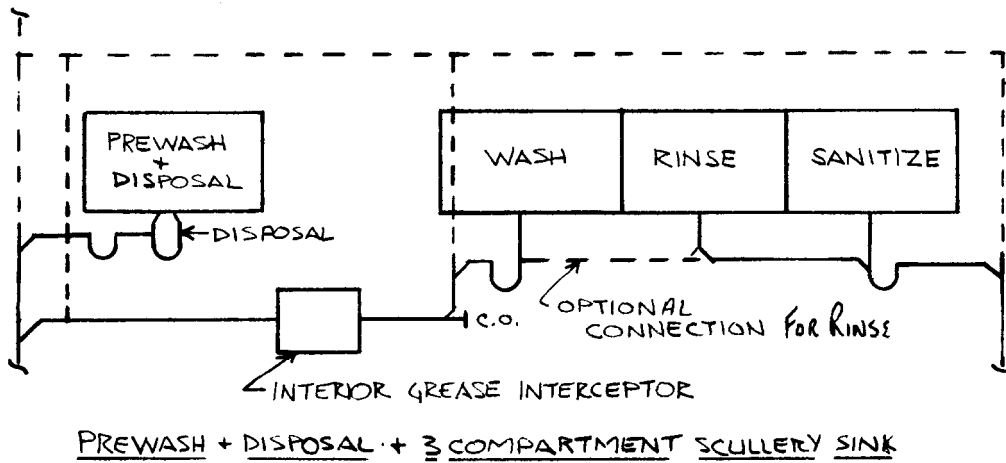 PREWASH
+
DISPOSAL
WASH
RINSE
SANITIZE
DISPOSAL
C.O.
OPTIONAL
CONNECTION FOR RINSE
INTERIOR GREASE INTERCEPTOR
PREWASH + DISPOSAL + 3 COMPARTMENT SCULLERY SINK